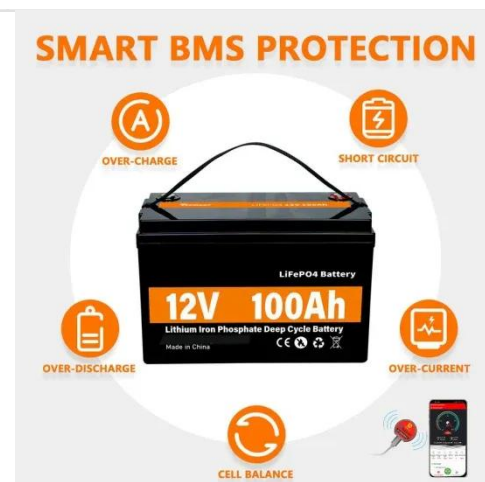 SMART BMS PROTECTION
OVER-CHARGE
SHORT CIRCUIT
LiFePO4 Battery
12V 100Ah
Lithium Iron Phosphate Deep Cycle Battery
Made in China
CE
OVER-DISCHARGE
OVER-CURRENT
CELL BALANCE